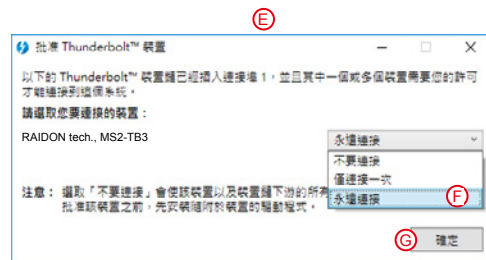 E
批准 Thunderbolt™ 裝置
以下的 Thunderbolt™ 裝置鏈已經插入連接埠 1，並且其中一個或多個裝置需要您的許可
才能連接到這個系統。
請選取您要連接的裝置：
RAIDON tech., MS2-TB3
永遠連接
不要連接
僅連接一次
永遠連接
F
注意： 選取「不要連接」會使該裝置以及裝置鏈下游的所有
批准該裝置之前，先安裝隨附於裝置的驅動程式。
G
確定